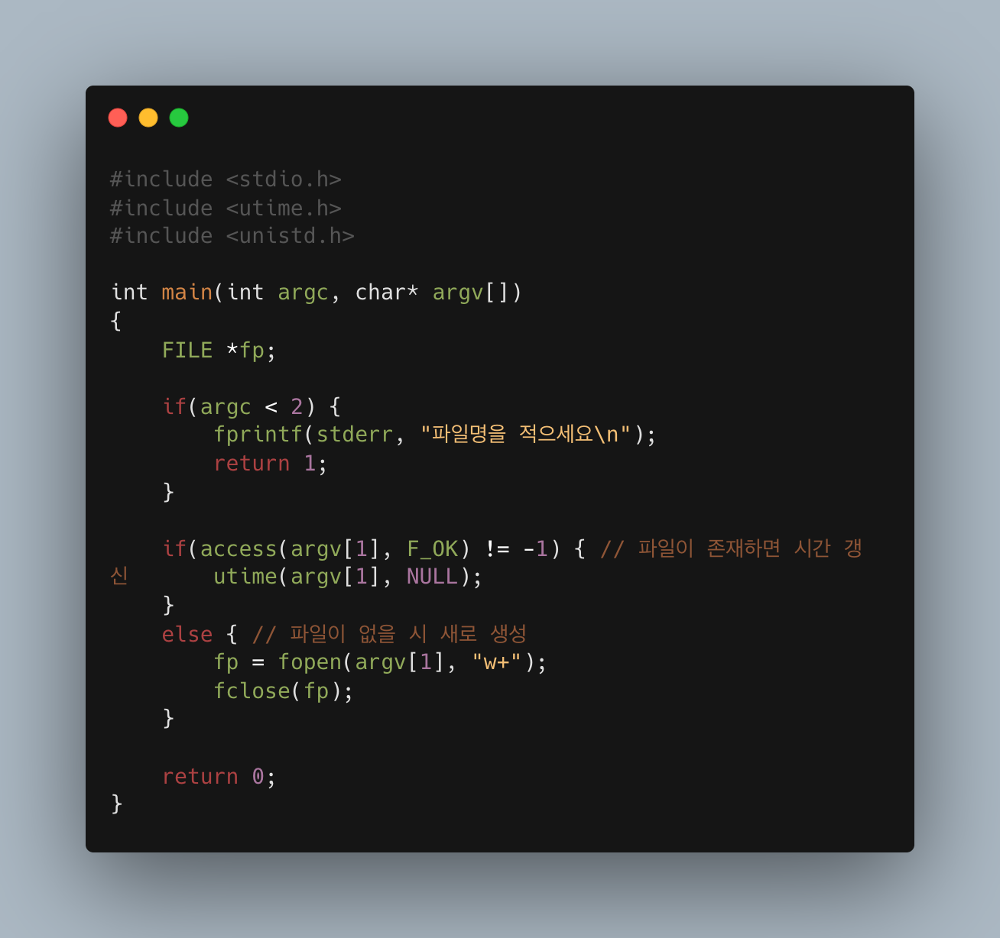 #include <stdio.h>
#include <utime.h>
#include <unistd.h>

int main(int argc, char* argv[])
{
    FILE *fp;

    if(argc < 2) {
        fprintf(stderr, "파일명을 적으세요\n");
        return 1;
    }

    if(access(argv[1], F_OK) != -1) { // 파일이 존재하면 시간 갱
신      utime(argv[1], NULL);
    }
    else { // 파일이 없을 시 새로 생성
        fp = fopen(argv[1], "w+");
        fclose(fp);
    }

    return 0;
}